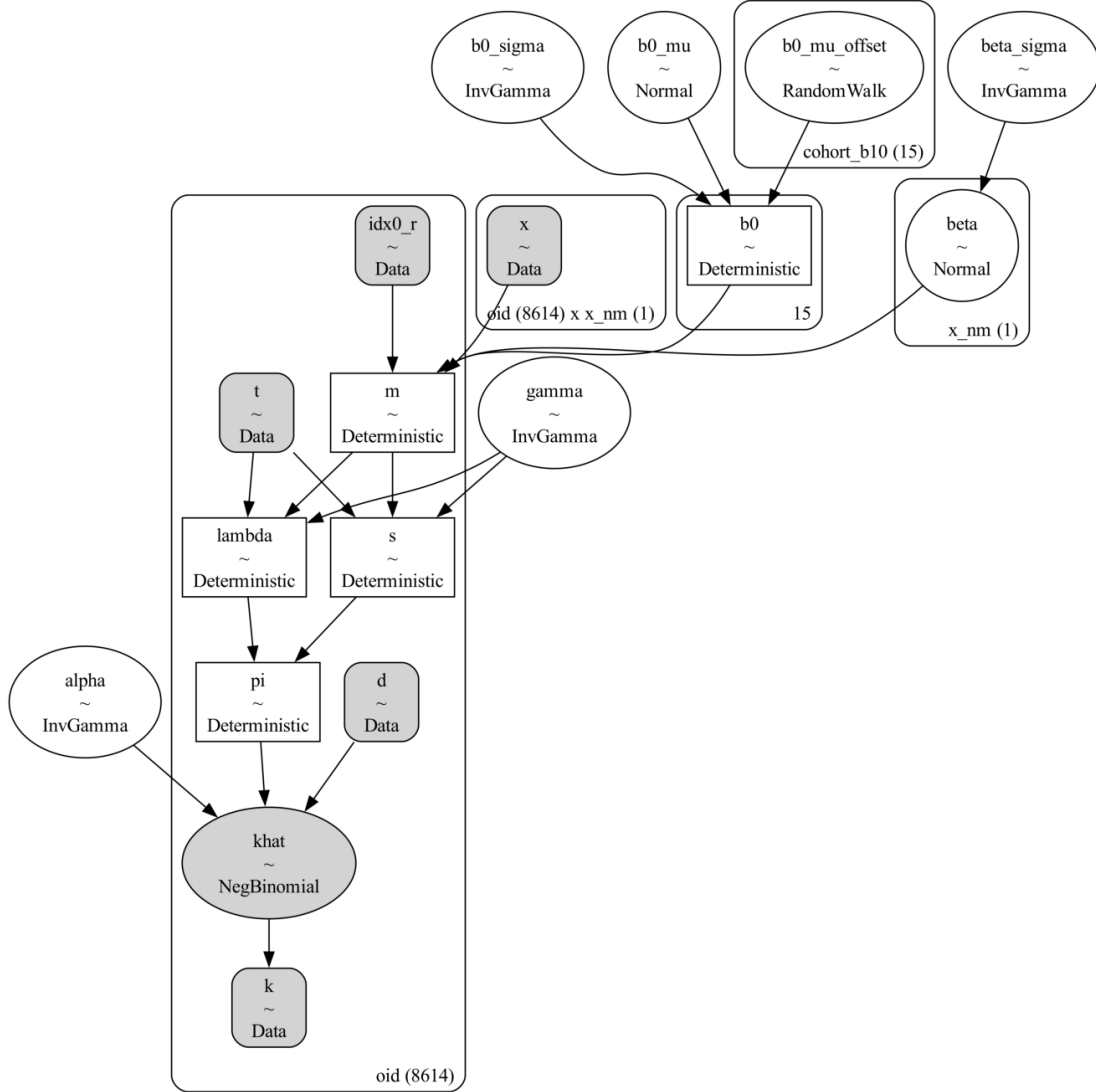 b0_sigma
~
InvGamma
b0_mu
~
Normal
b0_mu_offset
~
RandomWalk
cohort_b10 (15)
beta_sigma
~
InvGamma
idx0_r
~
Data
x
~
Data
oid (8614) x x_nm (1)
b0
~
Deterministic
15
beta
~
Normal
x_nm (1)
t
~
Data
m
~
Deterministic
gamma
~
InvGamma
lambda
~
Deterministic
s
~
Deterministic
alpha
~
InvGamma
pi
~
Deterministic
d
~
Data
khat
~
NegBinomial
k
~
Data
oid (8614)